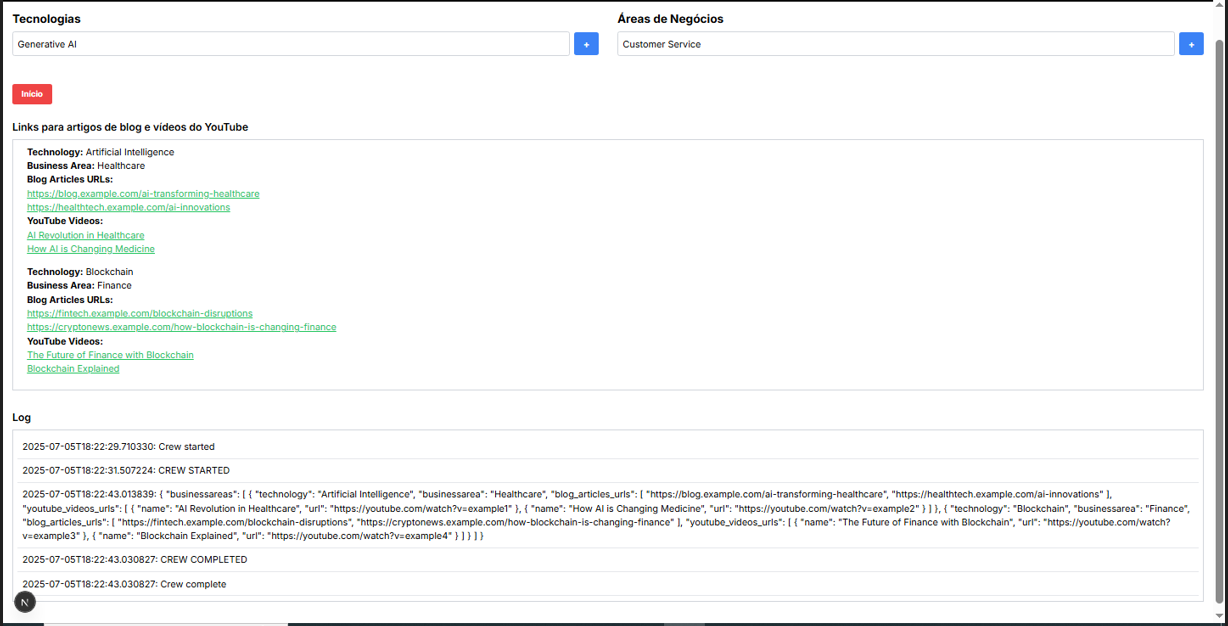 Tecnologias
Áreas de Negócios
Generative AI
+
Customer Service
+
Início
Links para artigos de blog e vídeos do YouTube
Technology: Artificial Intelligence
Business Area: Healthcare
Blog Articles URLs:
https://blog.example.com/ai-transforming-healthcare
https://healthtech.example.com/ai-innovations
YouTube Videos:
AI Revolution in Healthcare
How AI is Changing Medicine
Technology: Blockchain
Business Area: Finance
Blog Articles URLs:
https://fintech.example.com/blockchain-disruptions
https://cryptonews.example.com/how-blockchain-is-changing-finance
YouTube Videos:
The Future of Finance with Blockchain
Blockchain Explained
Log
2025-07-05T18:22:29.710330: Crew started
2025-07-05T18:22:31.507224: CREW STARTED
2025-07-05T18:22:43.013839: { "businessareas": [ { "technology": "Artificial Intelligence", "businessarea": "Healthcare", "blog_articles_urls": [ "https://blog.example.com/ai-transforming-healthcare", "https://healthtech.example.com/ai-innovations" ],
"youtube_videos_urls": [ { "name": "AI Revolution in Healthcare", "url": "https://youtube.com/watch?v=example1" }, { "name": "How AI is Changing Medicine", "url": "https://youtube.com/watch?v=example2" } ] }, { "technology": "Blockchain", "businessarea": "Finance",
"blog_articles_urls": [ "https://fintech.example.com/blockchain-disruptions", "https://cryptonews.example.com/how-blockchain-is-changing-finance" ], "youtube_videos_urls": [ { "name": "The Future of Finance with Blockchain", "url": "https://youtube.com/watch?
v=example3" }, { "name": "Blockchain Explained", "url": "https://youtube.com/watch?v=example4" } ] } ] }
2025-07-05T18:22:43.030827: CREW COMPLETED
2025-07-05T18:22:43.030827: Crew complete
N